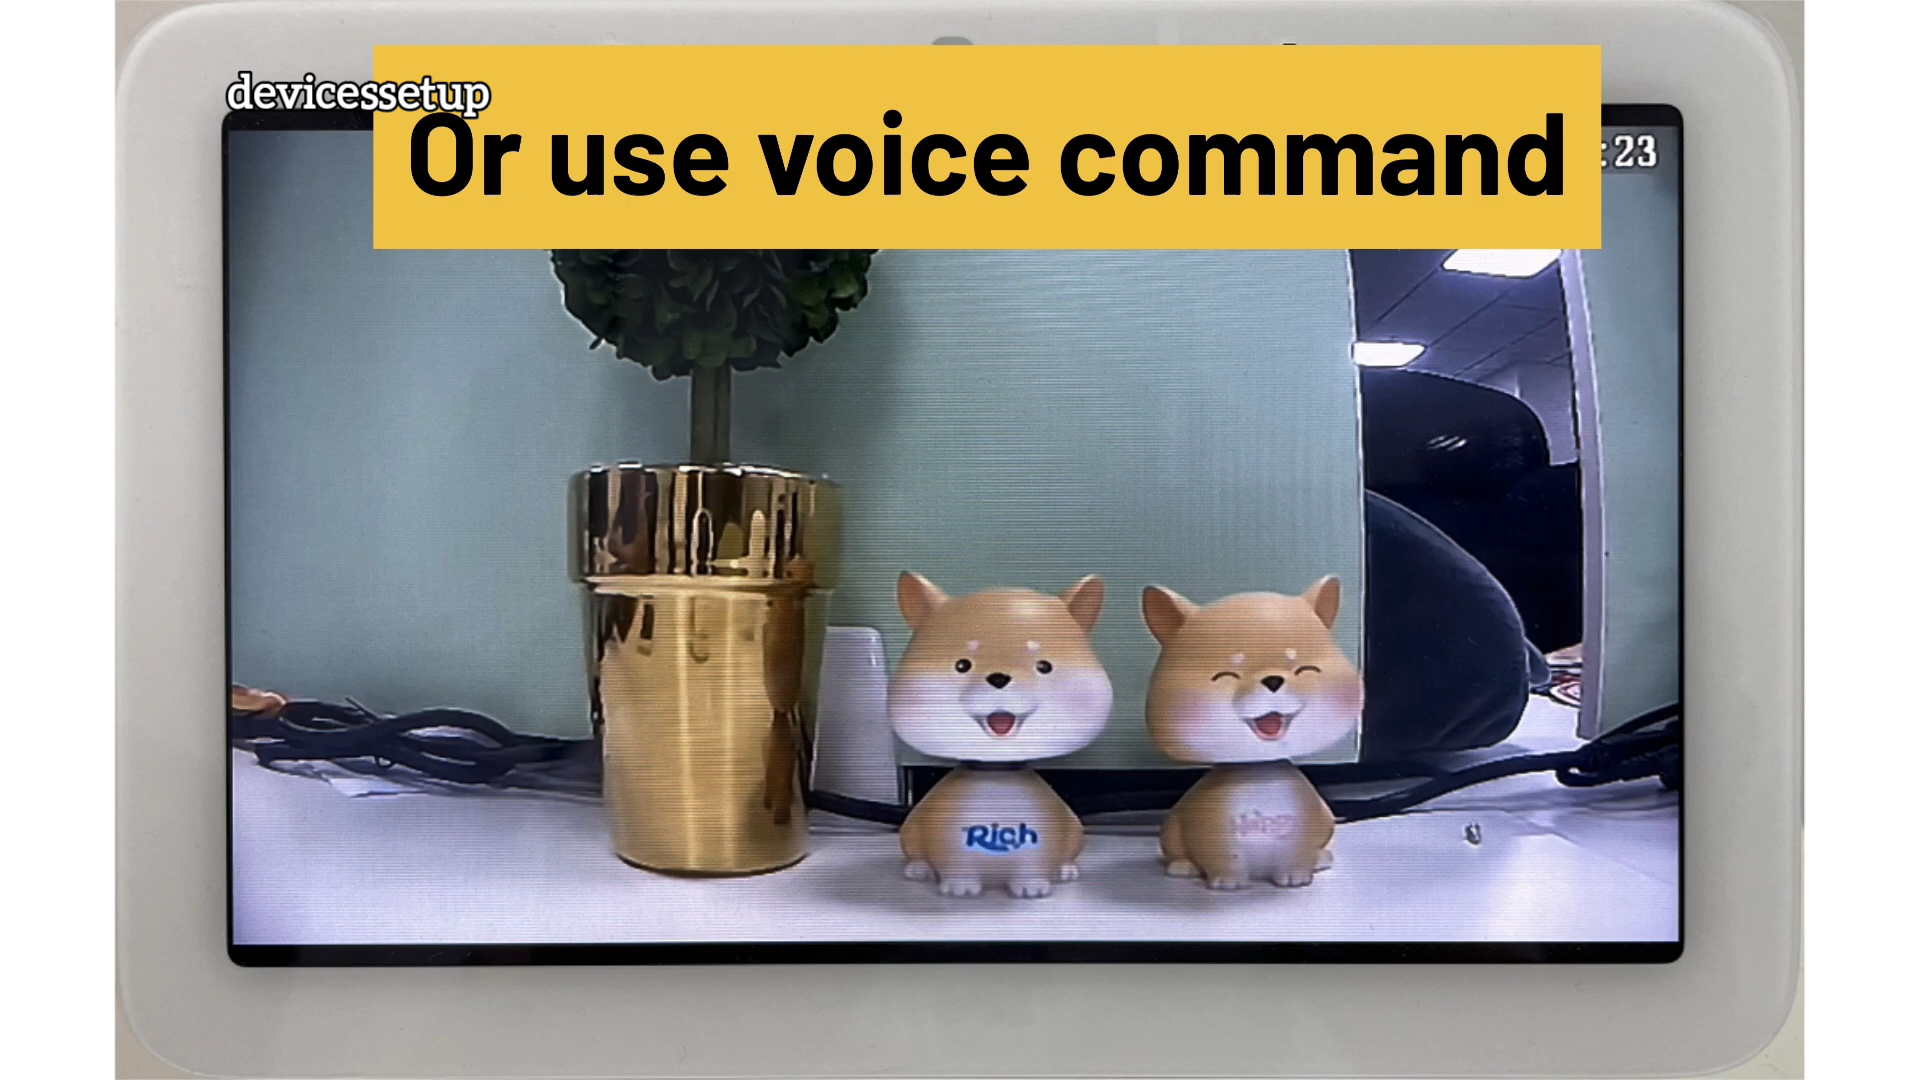 devicessetup
Or use voice command
:23
Rich